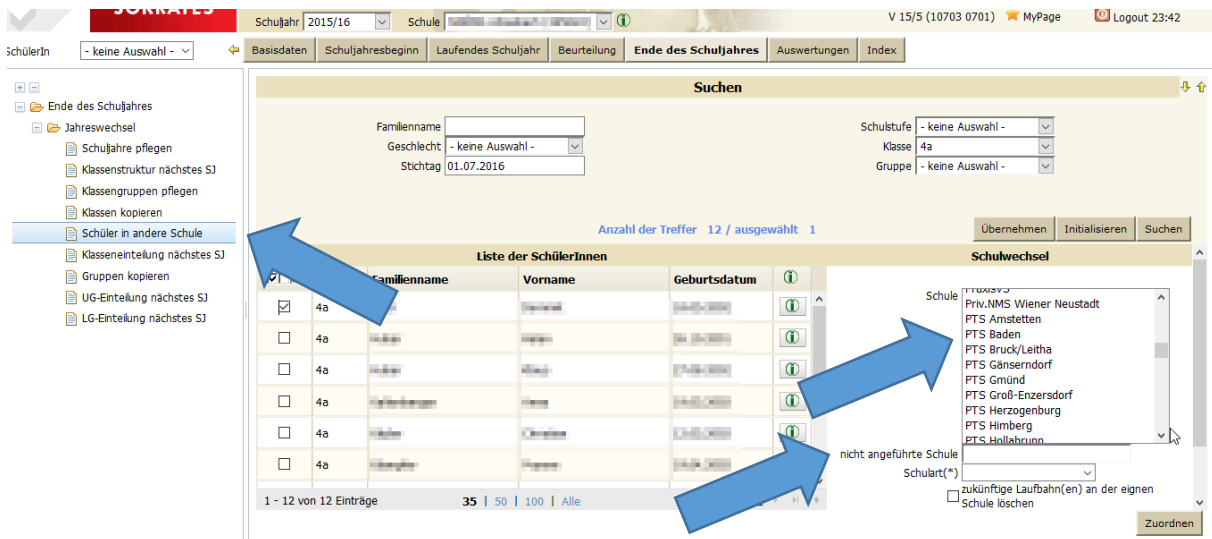 SOKRATES
Schuljahr 2015/16 Schule
V 15/5 (10703 0701) MyPage Logout 23:42
SchülerIn - keine Auswahl -
Basisdaten Schuljahresbeginn Laufendes Schuljahr Beurteilung Ende des Schuljahres Auswertungen Index
Ende des Schuljahres
Jahreswechsel
Schuljahre pflegen
Klassenstruktur nächstes SJ
Klassengruppen pflegen
Klassen kopieren
Schüler in andere Schule
Klasseneinteilung nächstes SJ
Gruppen kopieren
UG-Einteilung nächstes SJ
LG-Einteilung nächstes SJ
Suchen
Familienname
Geschlecht - keine Auswahl -
Stichtag 01.07.2016
Schulstufe - keine Auswahl -
Klasse 4a
Gruppe - keine Auswahl -
Anzahl der Treffer 12 / ausgewählt 1
Übernehmen Initialisieren Suchen
Liste der SchülerInnen
Familienname Vorname Geburtsdatum
4a
4a
4a
4a
4a
4a
1 - 12 von 12 Einträge 35 | 50 | 100 | Alle
Schulwechsel
Schule
PraxisVS
Priv.NMS Wiener Neustadt
PTS Amstetten
PTS Baden
PTS Bruck/Leitha
PTS Gänserndorf
PTS Gmünd
PTS Groß-Enzersdorf
PTS Herzogenburg
PTS Himberg
PTS Hollabrunn
nicht angeführte Schule
Schulart(*)
zukünftige Laufbahn(en) an der eignen
Schule löschen
Zuordnen